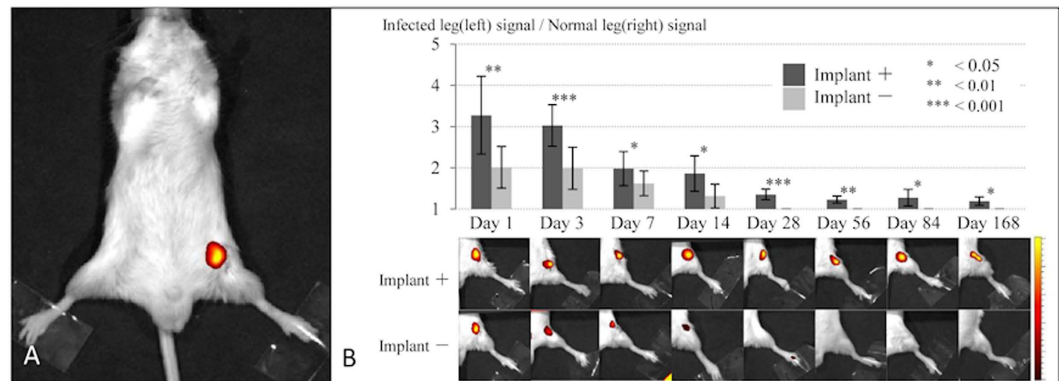 Infected leg(left) signal / Normal leg(right) signal
5
4
3
2
1
Implant +
Implant −
* < 0.05
** < 0.01
*** < 0.001
**
***
*
*
***
**
*
*
Day 1 Day 3 Day 7 Day 14 Day 28 Day 56 Day 84 Day 168
Implant +
Implant −
A
B